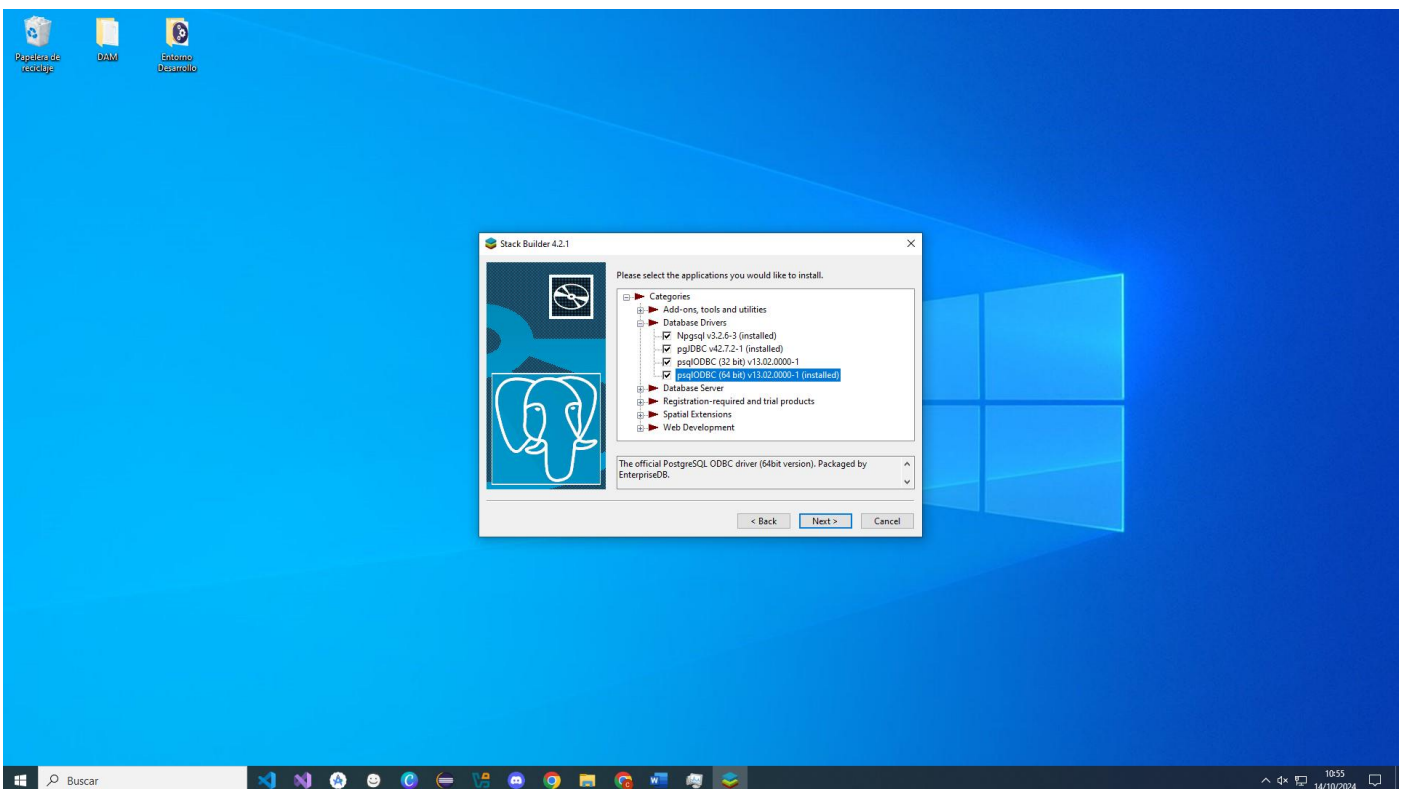 Papelera de
reciclaje
DAM
Entorno
Desarrollo
Stack Builder 4.2.1
Please select the applications you would like to install.
Categories
Add-ons, tools and utilities
Database Drivers
Npgsql v3.2.6-3 (installed)
pgJDBC v42.7.2-1 (installed)
psqlODBC (32 bit) v13.02.0000-1
psqlODBC (64 bit) v13.02.0000-1 (installed)
Database Server
Registration-required and trial products
Spatial Extensions
Web Development
The official PostgreSQL ODBC driver (64bit version). Packaged by
EnterpriseDB.
< Back
Next >
Cancel
Buscar
10:55
14/10/2024